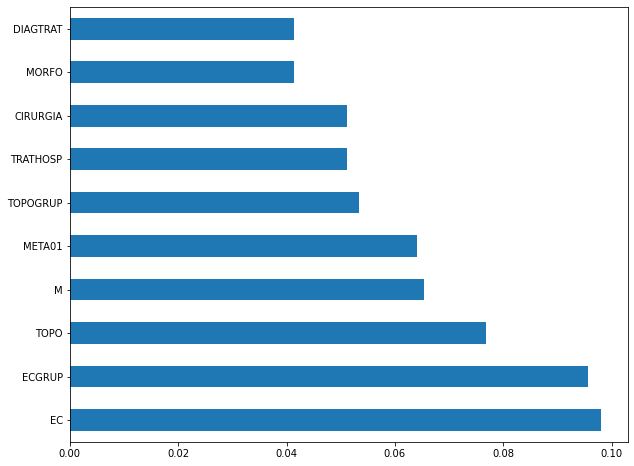 DIAGTRAT
MORFO
CIRURGIA
TRATHOSP
TOPOGRUP
META01
M
TOPO
ECGRUP
EC
0.00 0.02 0.04 0.06 0.08 0.10